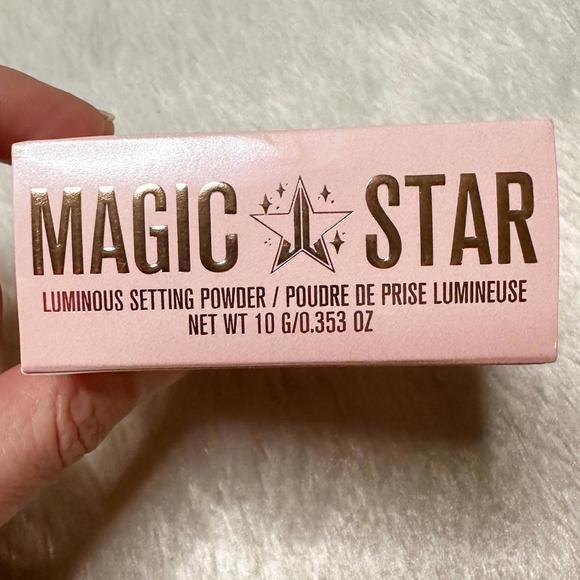 MAGIC STAR
LUMINOUS SETTING POWDER / POUDRE DE PRISE LUMINEUSE
NET WT 10 G/0.353 OZ